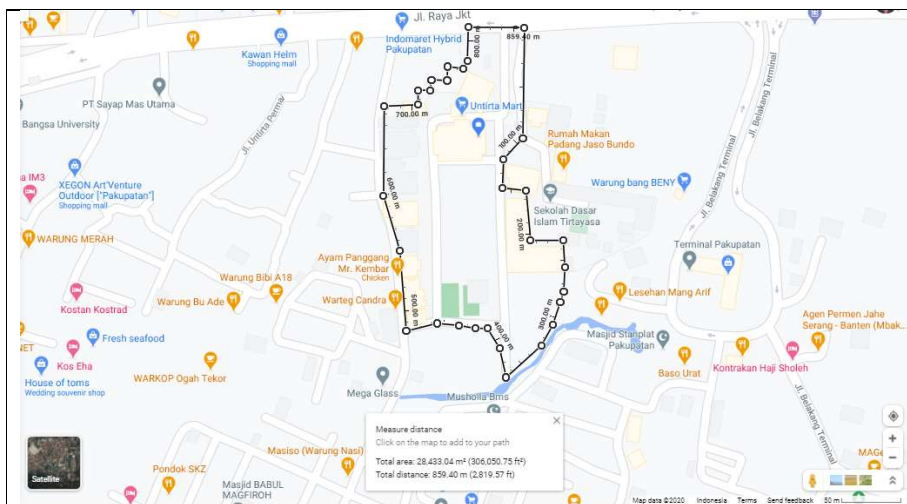 Jl. Raya Jkt
859.40 m
800.00 m
Indomaret Hybrid
Pakupatan
Kawan Helm
Shopping mall
PT Sayap Mas Utama
Bangsa University
Jl. Untirta Permai
700.00 m
Untirta Mart
100.00 m
Rumah Makan
Padang Jaso Bundo
Jl. Belakang Terminal
Jl. Belakang Terminal
XEGON Art'Venture
Outdoor ["Pakupatan"]
Shopping mall
sa IM3
600.00 m
Warung bang BENY
Sekolah Dasar
Islam Tirtayasa
200.00 m
WARUNG MERAH
Terminal Pakupatan
Ayam Panggang
Mr. Kembar
Chicken
Warung Bibi A18
Warung Bu Ade
Warteg Candra
500.00 m
Lesehan Mang Arif
Kostan Kostrad
300.00 m
400.00 m
Agen Permen Jahe
Serang - Banten (Mbak...
Fresh seafood
NET
Masjid Stanplat
Pakupatan
Kos Eha
WARKOP Ogah Tekor
Baso Urat
Kontrakan Haji Sholeh
House of toms
Wedding souvenir shop
Mega Glass
Musholla Bms
Jl. Belakang Terminal
Measure distance
Click on the map to add to your path
Total area: 28,433.04 m² (306,050.75 ft²)
Total distance: 859.40 m (2,819.57 ft)
Masiso (Warung Nasi)
Pondok SKZ
Masjid BABUL
MAGFIROH
Satellite
MAG
Map data ©2020 Indonesia Terms Send feedback 50 m